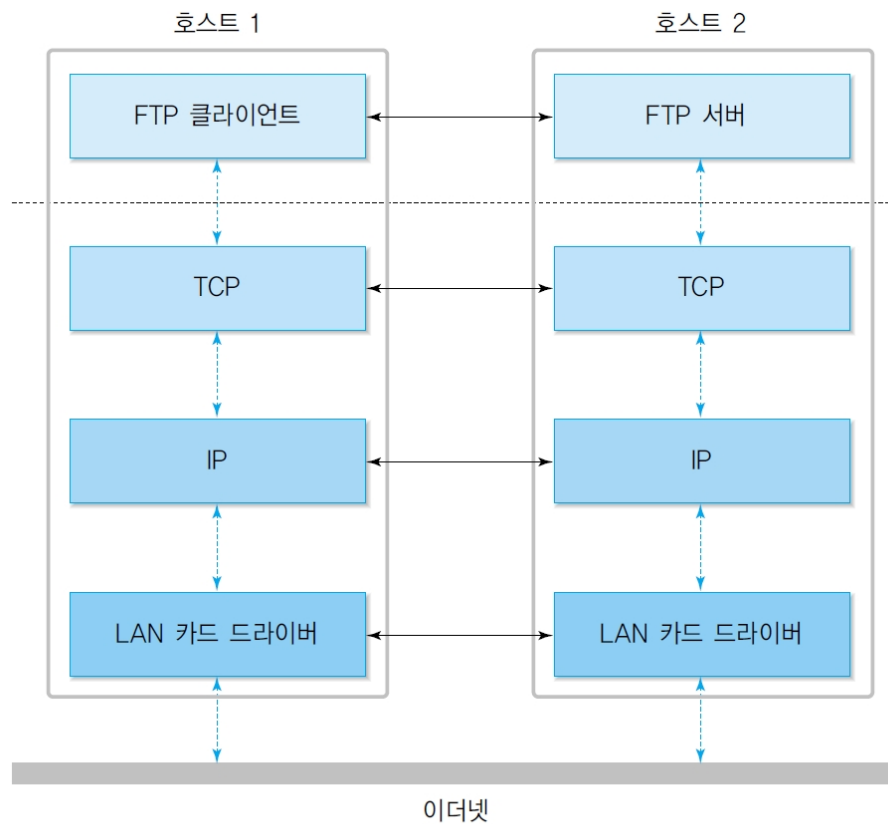 호스트 1
호스트 2
FTP 클라이언트
FTP 서버
TCP
TCP
IP
IP
LAN 카드 드라이버
LAN 카드 드라이버
이더넷